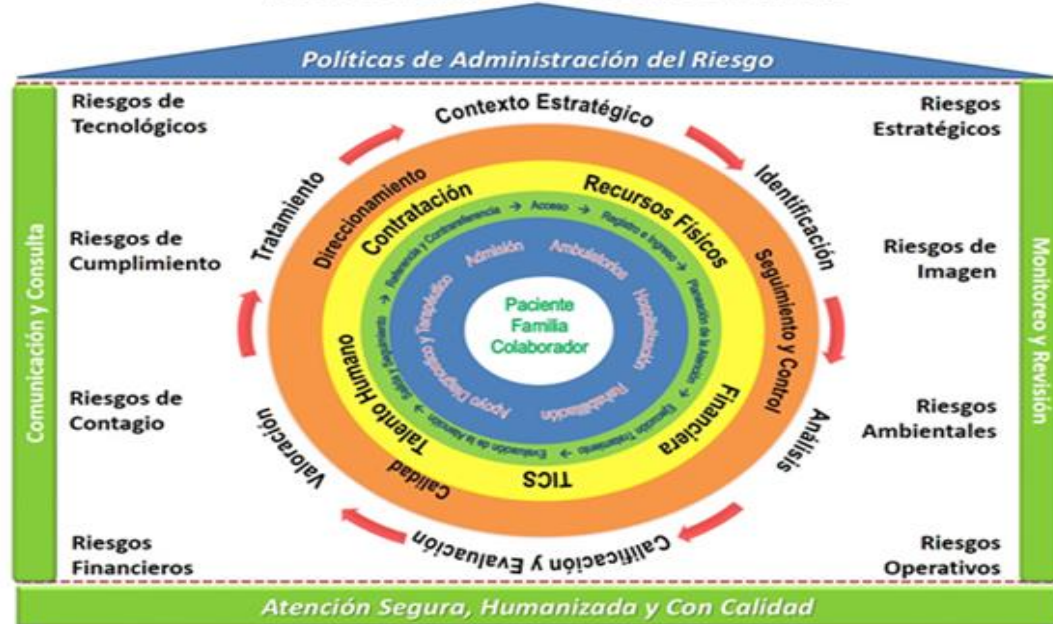 Políticas de Administración del Riesgo
Comunicación y Consulta
Riesgos de
Tecnológicos
Riesgos de
Cumplimiento
Riesgos de
Contagio
Riesgos
Financieros
Contexto Estratégico
Identificación
Análisis
Calificación y Evaluación
Valoración
Tratamiento
Direccionamiento
Seguimiento y Control
Calidad
Contratación
Recursos Físicos
Financiera
TICS
Talento Humano
Acceso → Registro e Ingreso → Planeación de la Atención → Ejecución Tratamiento → Evaluación de la Atención → Salida y Seguimiento → Referencia y Contrareferencia →
Admisión
Ambulatorios
Hospitalización
Rehabilitación
Apoyo Diagnostico y Terapéutico
Paciente
Familia
Colaborador
Riesgos
Estratégicos
Riesgos de
Imagen
Riesgos
Ambientales
Riesgos
Operativos
Monitoreo y Revisión
Atención Segura, Humanizada y Con Calidad